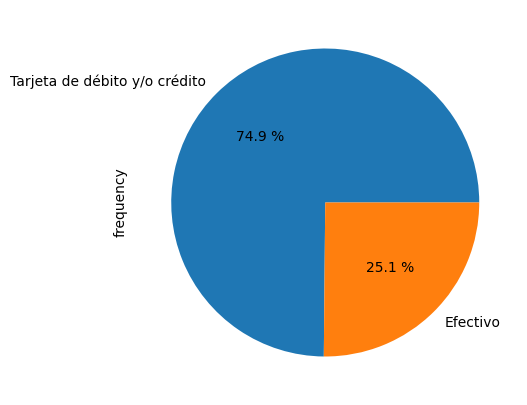 Tarjeta de débito y/o crédito
74.9 %
frequency
25.1 %
Efectivo